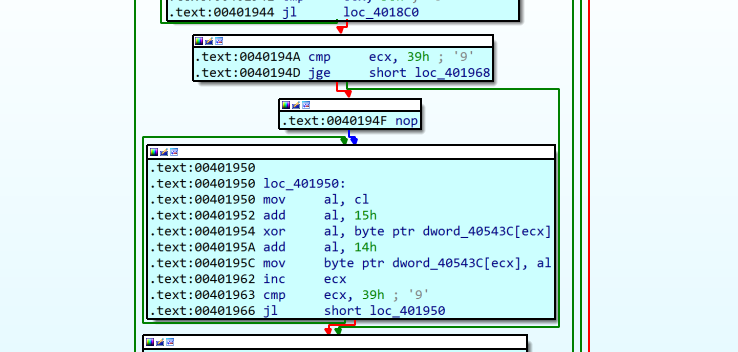 .text:00401944 jl      loc_4018C0
.text:0040194A cmp     ecx, 39h ; '9'
.text:0040194D jge     short loc_401968
.text:0040194F nop
.text:00401950
.text:00401950 loc_401950:
.text:00401950 mov     al, cl
.text:00401952 add     al, 15h
.text:00401954 xor     al, byte ptr dword_40543C[ecx]
.text:0040195A add     al, 14h
.text:0040195C mov     byte ptr dword_40543C[ecx], al
.text:00401962 inc     ecx
.text:00401963 cmp     ecx, 39h ; '9'
.text:00401966 jl      short loc_401950